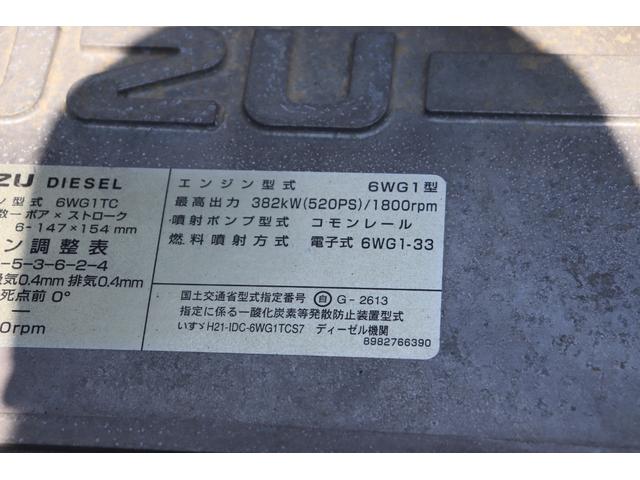 UZU
ZU DIESEL
ン型式 6WG1TC
数－ボア×ストローク
6-147×154mm
ン調整表
-5-3-6-2-4
気0.4mm 排気0.4mm
死点前 0°
0rpm
エンジン型式 6WG1型
最高出力 382kW(520PS)/1800rpm
噴射ポンプ型式 コモンレール
燃料噴射方式 電子式 6WG1-33
国土交通省型式指定番号 自 G-2613
指定に係る一酸化炭素等発散防止装置型式
いすゞH21-IDC-6WG1TCS7 ディーゼル機関
8982766390